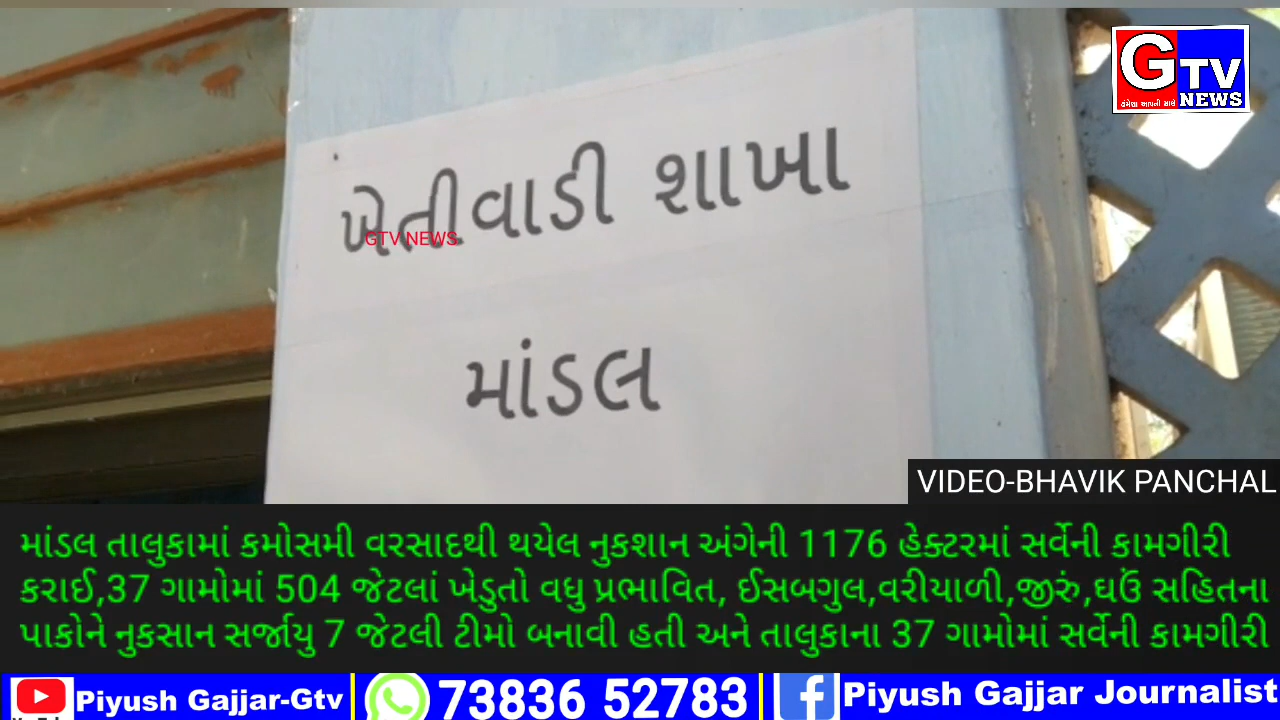 GTV
NEWS
હંમેશા આપની સાથે
ખેતીવાડી શાખા
GTV NEWS
માંડલ
VIDEO-BHAVIK PANCHAL
માંડલ તાલુકામાં કમોસમી વરસાદથી થયેલ નુકશાન અંગેની 1176 હેક્ટરમાં સર્વેની કામગીરી
કરાઈ,37 ગામોમાં 504 જેટલાં ખેડુતો વધુ પ્રભાવિત, ઈસબગુલ,વરીયાળી,જીરું,ઘઉં સહિતના
પાકોને નુકસાન સર્જાયુ 7 જેટલી ટીમો બનાવી હતી અને તાલુકાના 37 ગામોમાં સર્વેની કામગીરી
Piyush Gajjar-Gtv
73836 52783
Piyush Gajjar Journalist